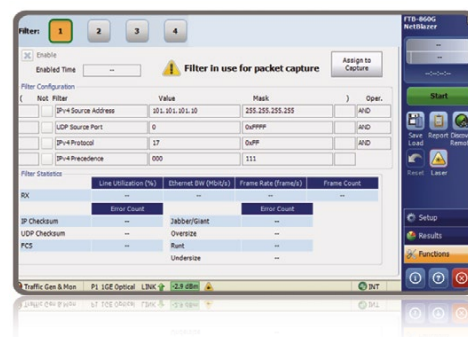 Filter: 1 2 3 4
FTB-860G
NetBlazer
Enable
Enabled Time --
Filter in use for packet capture
Assign to
Capture
Filter Configuration
( Not Filter Value Mask ) Oper.
IPv4 Source Address 101.101.101.10 255.255.255.255 AND
UDP Source Port 0 0xFFFF AND
IPv4 Protocol 17 0xFF AND
IPv4 Precedence 000 111
Filter Statistics
Line Utilization (%) Ethernet BW (Mbit/s) Frame Rate (frame/s) Frame Count
RX -- -- -- --
Error Count Error Count
IP Checksum -- Jabber/Giant --
UDP Checksum -- Oversize --
FCS -- Runt --
Undersize --
Traffic Gen & Mon P1 1GE Optical LINK -2.9 dBm INT
--
--
--:--:--
Start
Save Report Discover
Load Remote
Reset Laser
Setup
Results
Functions